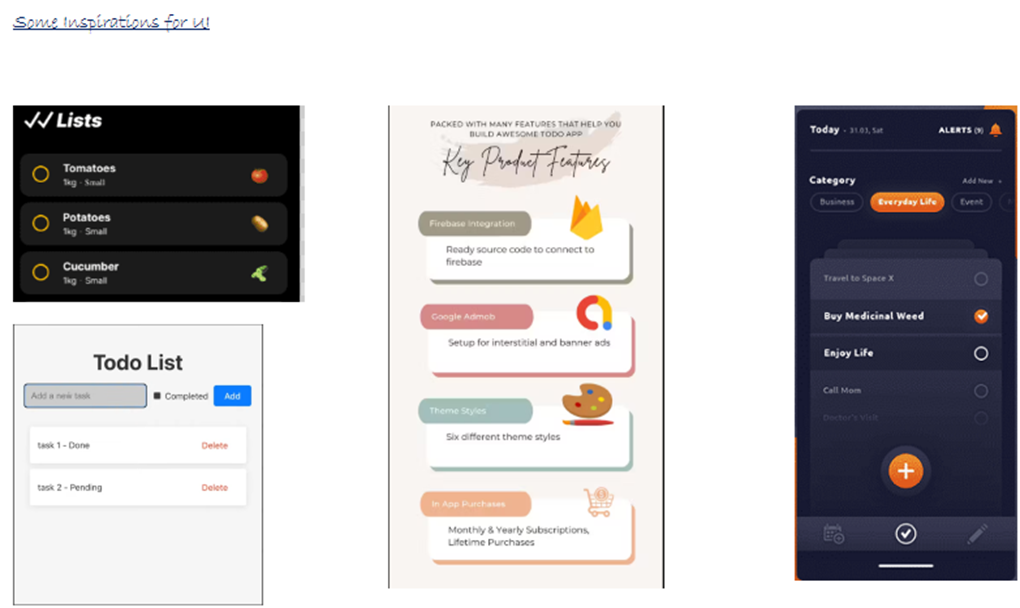 Some Inspirations for UI
Lists
Tomatoes
1kg - Small
Potatoes
1kg - Small
Cucumber
1kg - Small
Todo List
Add a new task
Completed
Add
task 1 - Done
Delete
task 2 - Pending
Delete
PACKED WITH MANY FEATURES THAT HELP YOU
BUILD AWESOME TODO APP
Key Product Features
Firebase Integration
Ready source code to connect to
firebase
Google Admob
Setup for interstitial and banner ads
Theme Styles
Six different theme styles
In App Purchases
Monthly & Yearly Subscriptions,
Lifetime Purchases
Today - 31.03, Sat
ALERTS (9)
Category
Add New +
Business
Everyday Life
Event
Travel to Space X
Buy Medicinal Weed
Enjoy Life
Call Mom
Doctor's Visit